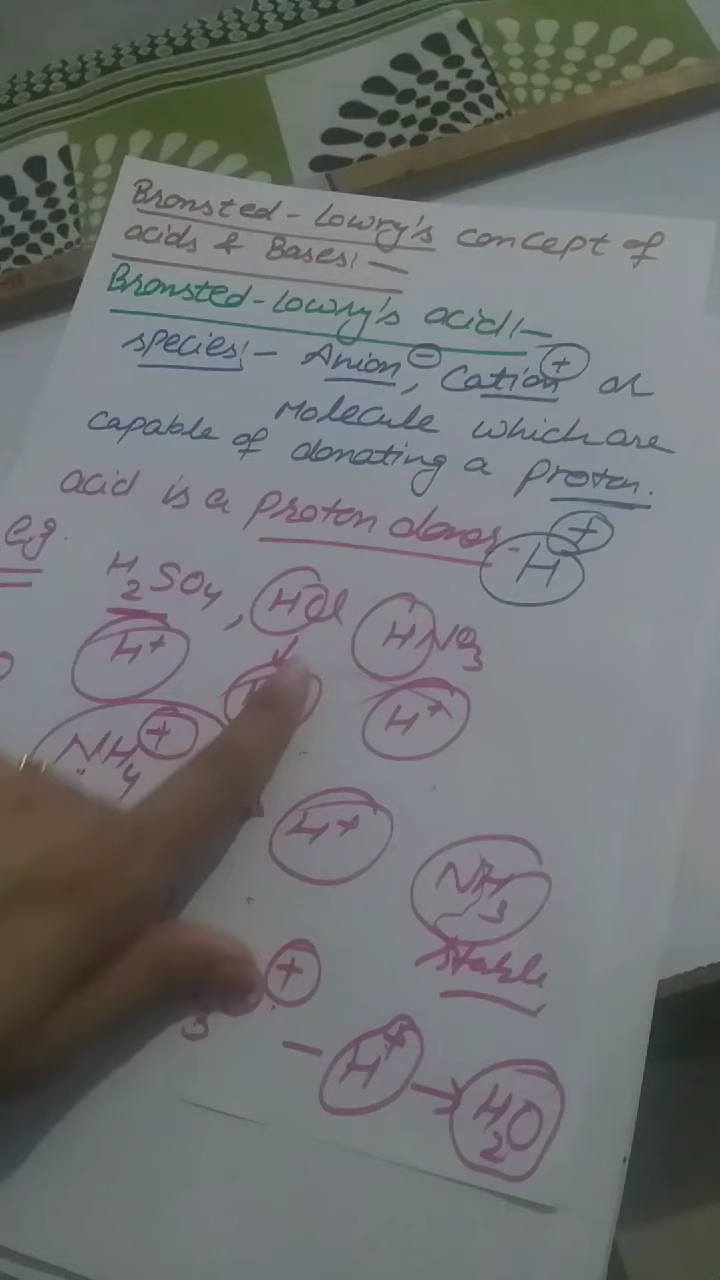 Bronsted-Lowry's concept of
acids & Bases:-
Bronsted-Lowry's acid:-
species:- Anion⊖, Cation⊕ or
Molecule which are
capable of donating a proton.
acid is a proton donor H⊕
eg.
H2SO4, HCl HNO3
H+ H+
NH4⊕
H+ NH3
stable
3 ⊕
- H+ → H2O